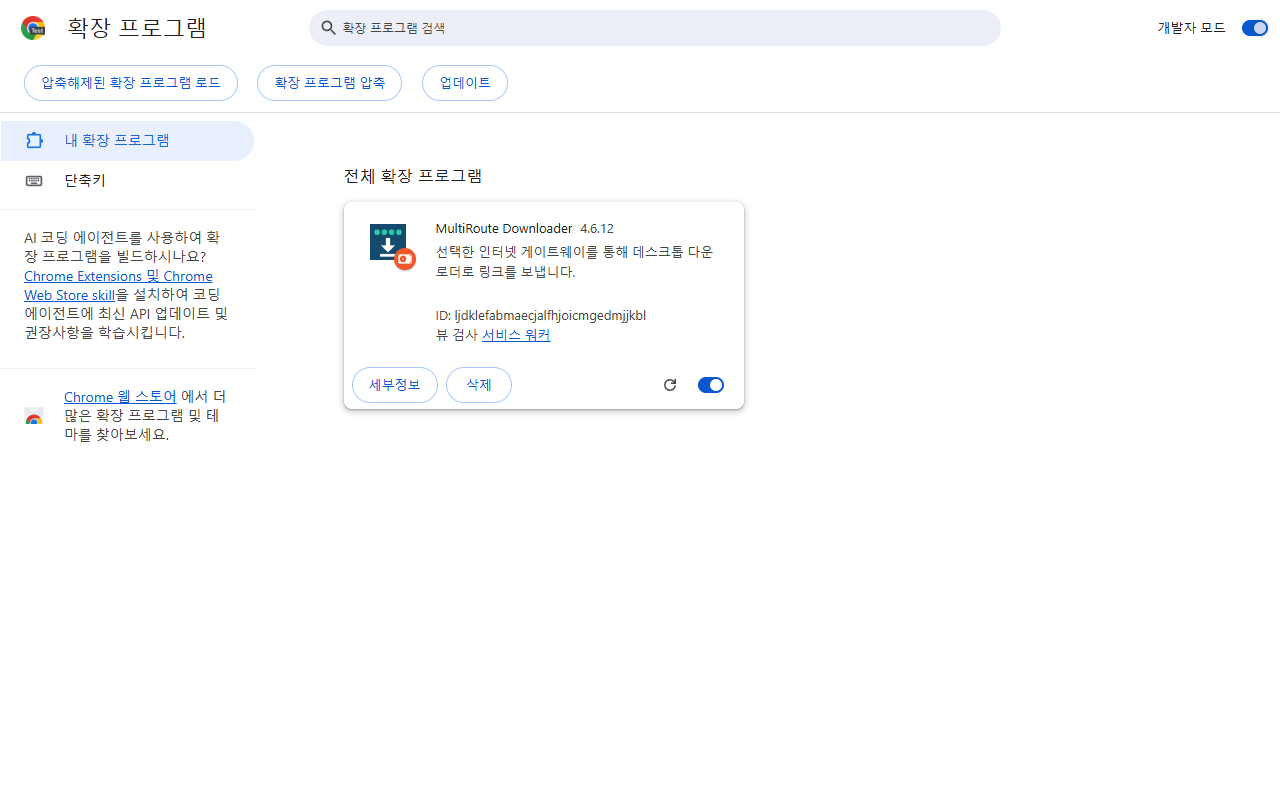 확장 프로그램
확장 프로그램 검색
개발자 모드
압축해제된 확장 프로그램 로드
확장 프로그램 압축
업데이트
내 확장 프로그램
단축키
AI 코딩 에이전트를 사용하여 확
장 프로그램을 빌드하시나요?
Chrome Extensions 및 Chrome
Web Store skill을 설치하여 코딩
에이전트에 최신 API 업데이트 및
권장사항을 학습시킵니다.
Chrome 웹 스토어 에서 더
많은 확장 프로그램 및 테
마를 찾아보세요.
전체 확장 프로그램
MultiRoute Downloader 4.6.12
선택한 인터넷 게이트웨이를 통해 데스크톱 다운
로더로 링크를 보냅니다.
ID: ljdklefabmaecjalfhjoicmgedmjjkbl
뷰 검사 서비스 워커
세부정보
삭제
Test